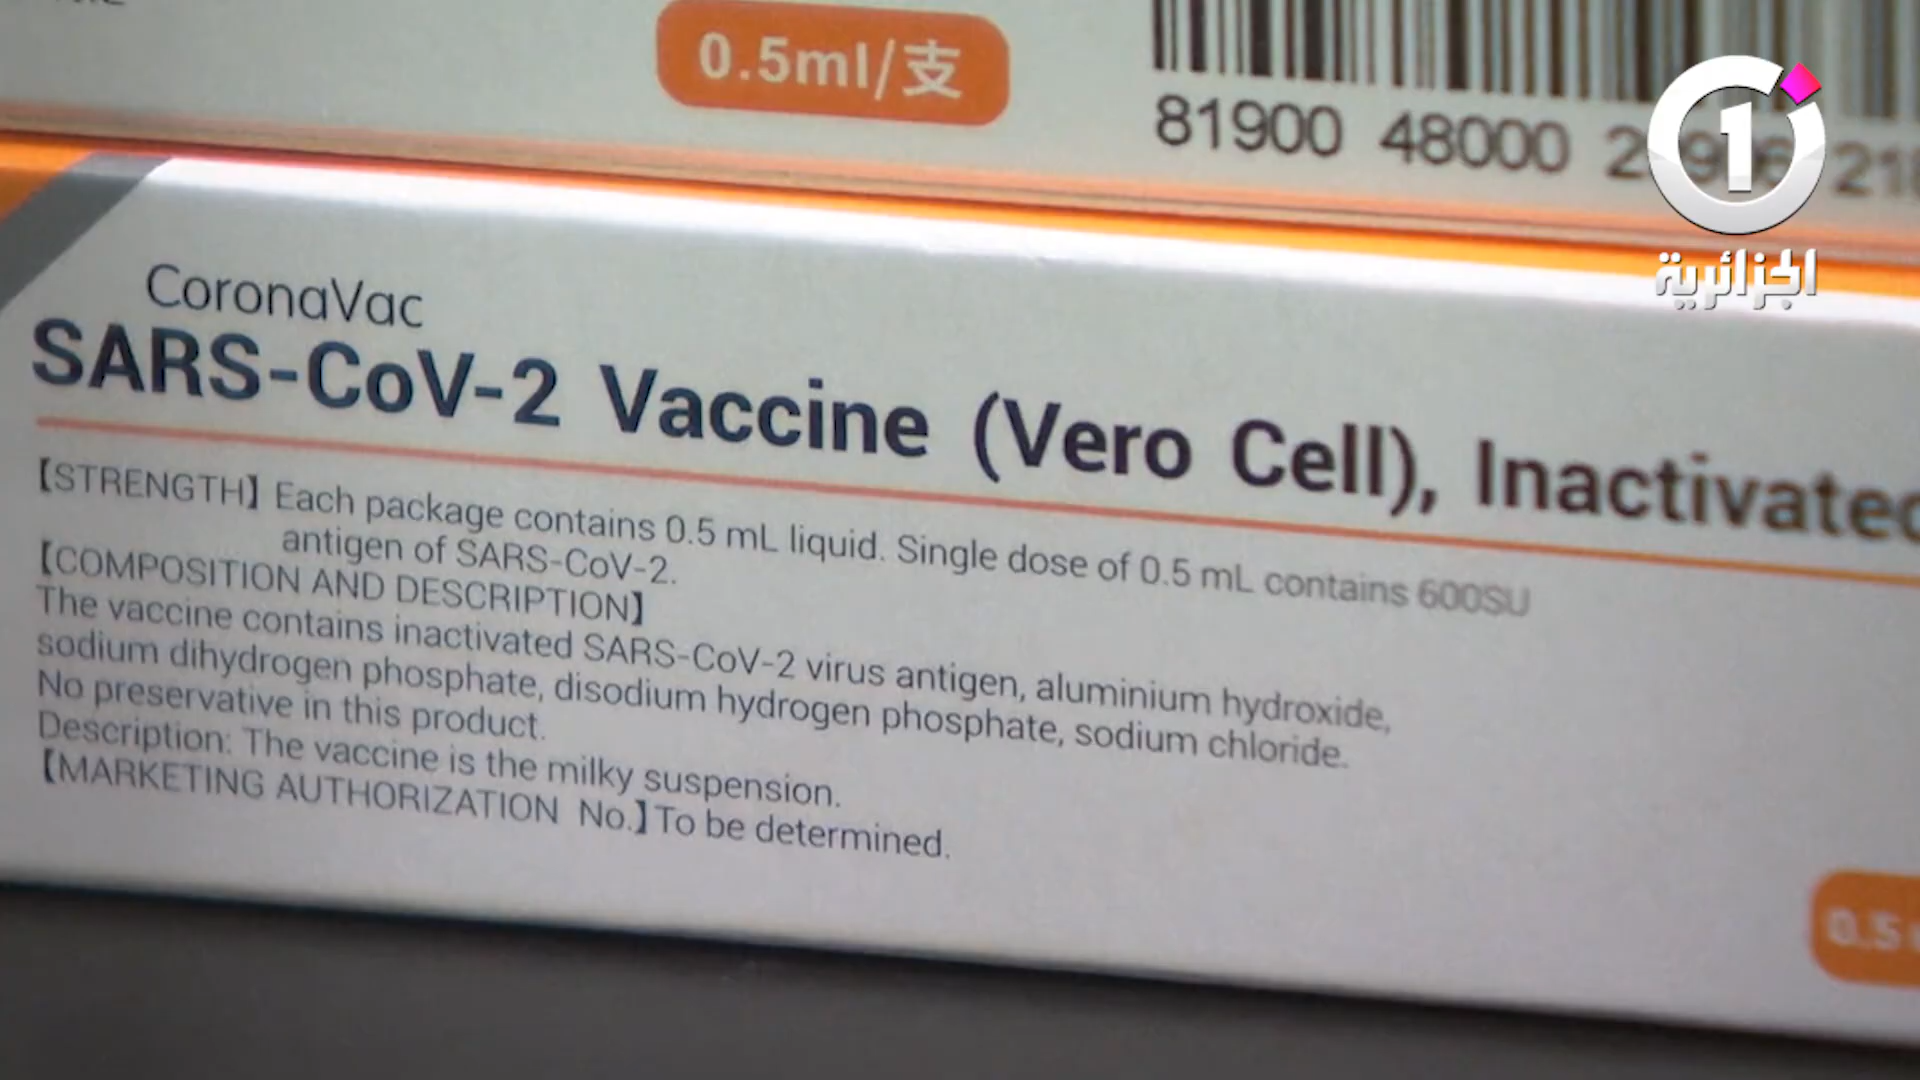 0.5ml/支
81900 48000
1
الجزائرية
CoronaVac
SARS-CoV-2 Vaccine (Vero Cell), Inactivated
【STRENGTH】Each package contains 0.5 mL liquid. Single dose of 0.5 mL contains 600SU
antigen of SARS-CoV-2.
【COMPOSITION AND DESCRIPTION】
The vaccine contains inactivated SARS-CoV-2 virus antigen, aluminium hydroxide,
sodium dihydrogen phosphate, disodium hydrogen phosphate, sodium chloride.
No preservative in this product.
Description: The vaccine is the milky suspension.
【MARKETING AUTHORIZATION No.】To be determined.
0.5